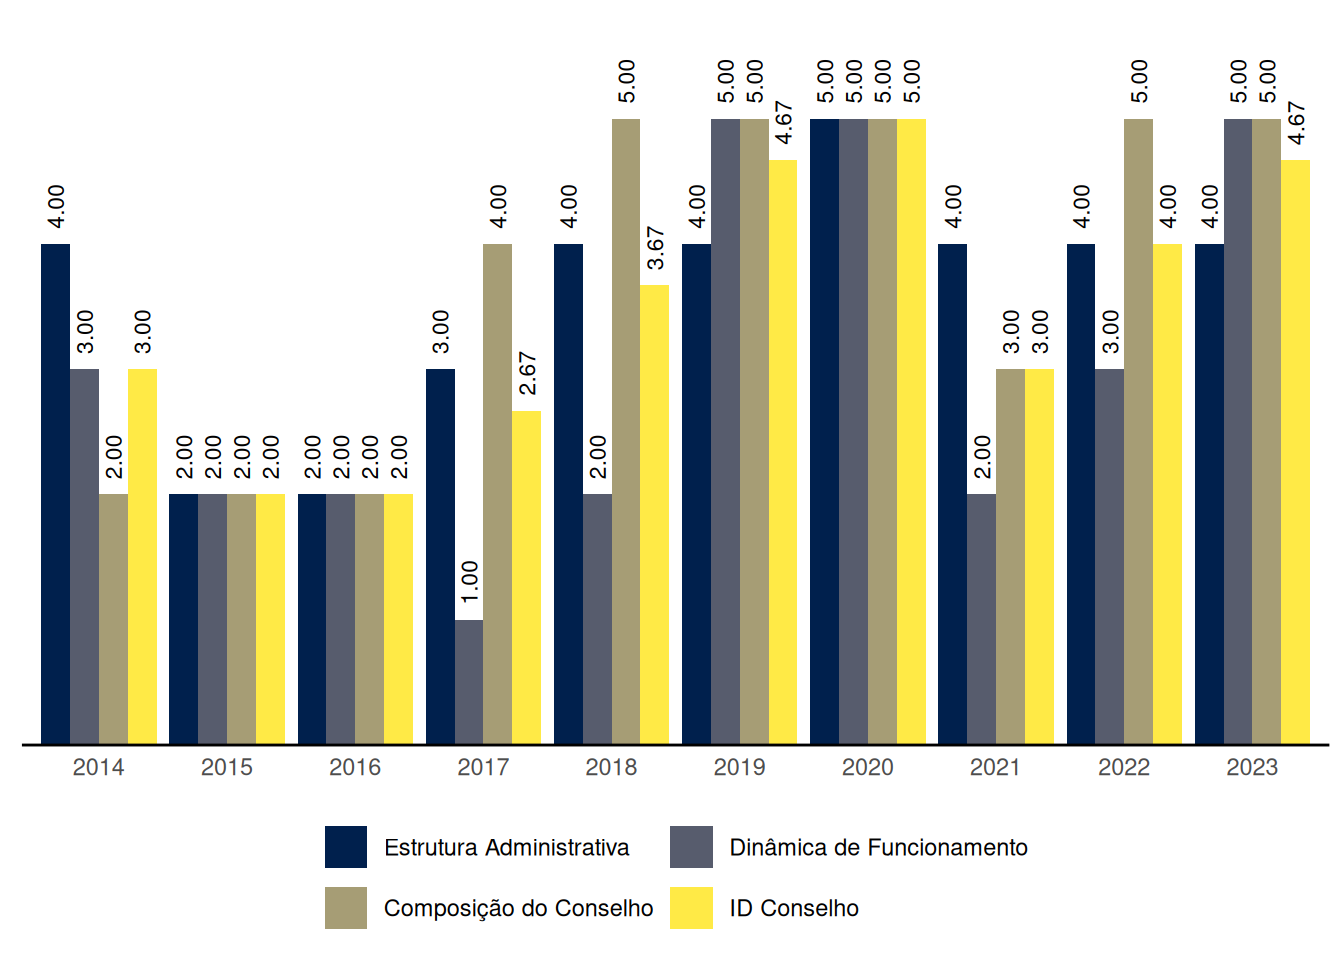 4.00 3.00 2.00 3.00
2.00 2.00 2.00 2.00
2.00 2.00 2.00 2.00
3.00 1.00 4.00 2.67
4.00 2.00 5.00 3.67
4.00 5.00 5.00 4.67
5.00 5.00 5.00 5.00
4.00 2.00 3.00 3.00
4.00 3.00 5.00 4.00
4.00 5.00 5.00 4.67
2014 2015 2016 2017 2018 2019 2020 2021 2022 2023
Estrutura Administrativa Dinâmica de Funcionamento
Composição do Conselho ID Conselho